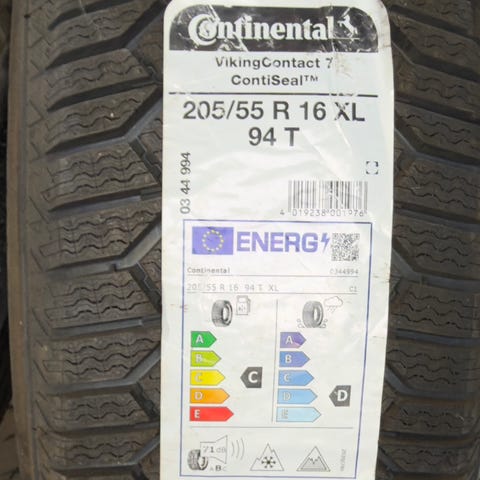 Continental
VikingContact 7
ContiSeal™
205/55 R 16 XL
94 T
03 44 994
4 019238 001976
ENERG
Continental
0344994
205/55 R 16 94 T XL
C1
A
B
C
D
E
C
A
B
C
D
E
D
71 dB
ABC